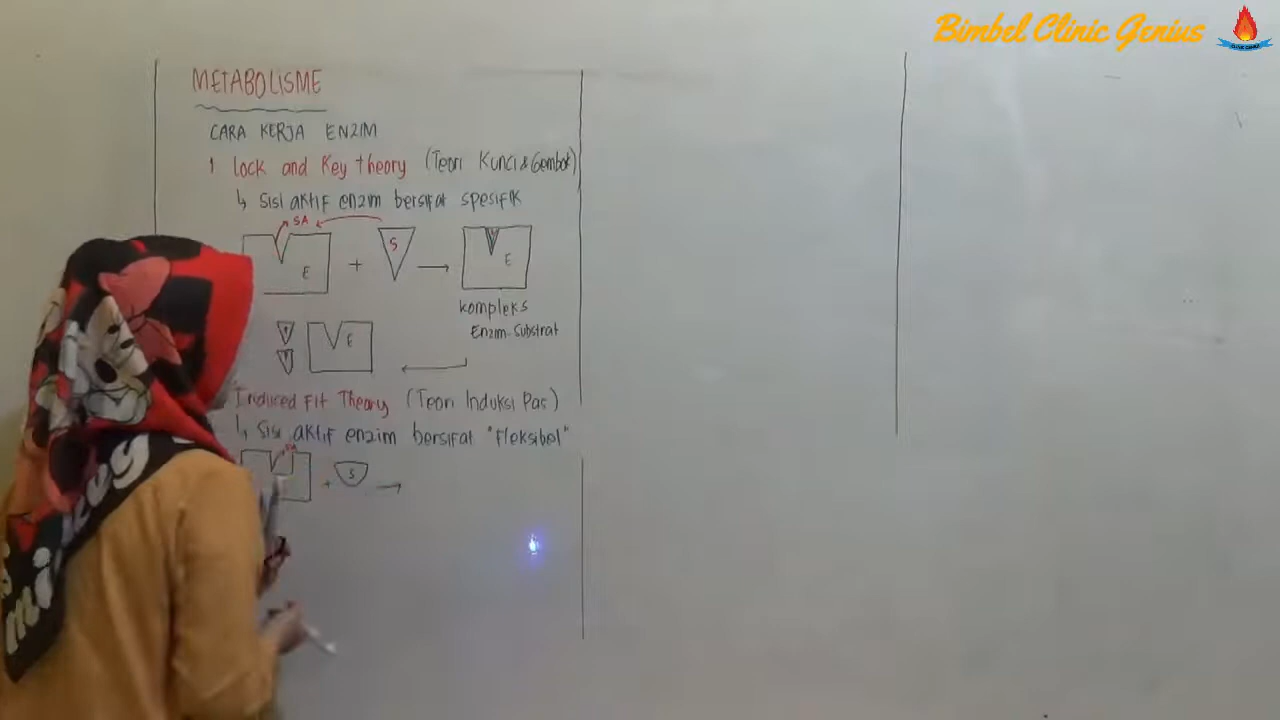 Bimbel Clinic Genius
METABOLISME
CARA KERJA ENZIM
1 Lock and Key theory (Teori Kunci & Gembok)
↳ Sisi aktif enzim bersifat spesifik
SA
E + S → E
kompleks
Enzim-Substrat
E
Induced Fit Theory (Teori Induksi Pas)
↳ Sisi aktif enzim bersifat "Fleksibel"
SA
+ S →